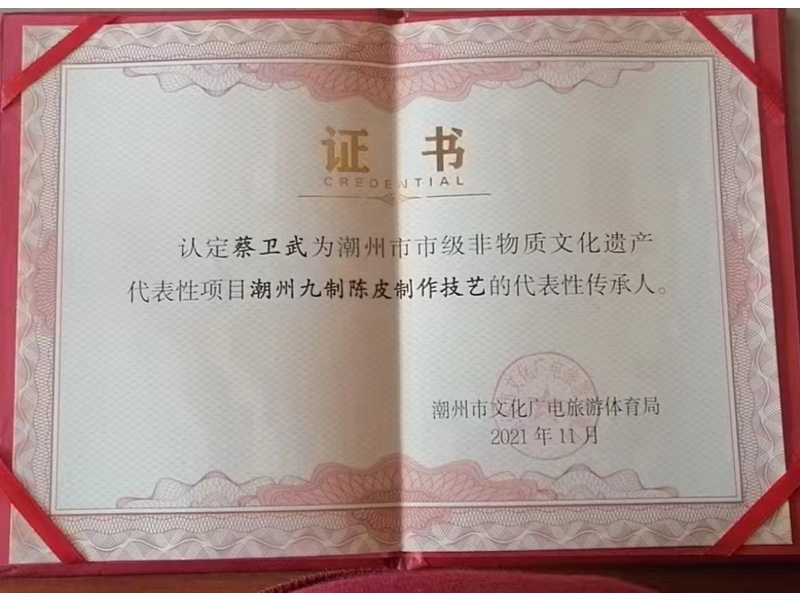 证书
CREDENTIAL
认定蔡卫武为潮州市市级非物质文化遗产
代表性项目潮州九制陈皮制作技艺的代表性传承人。
潮州市文化广电旅游体育局
2021年11月